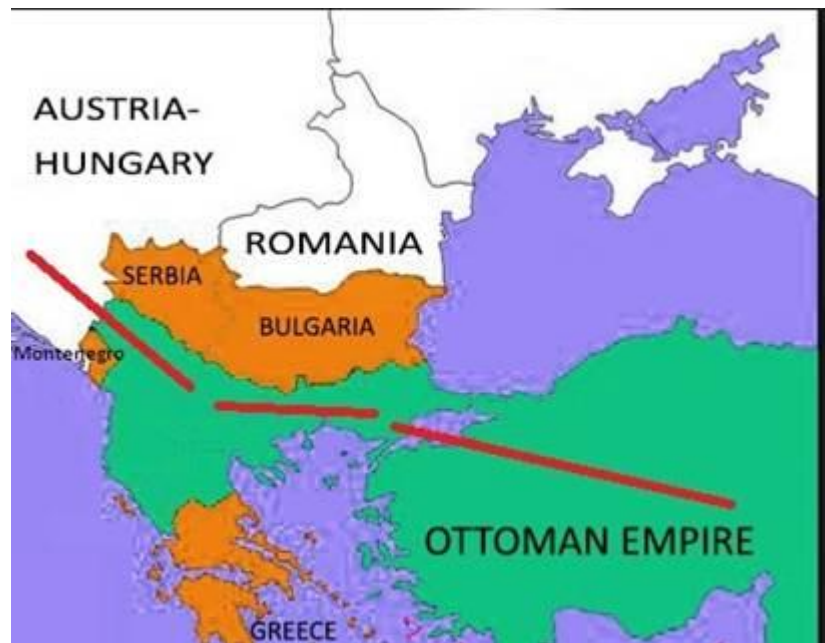 AUSTRIA-
HUNGARY
ROMANIA
SERBIA
BULGARIA
Montenegro
OTTOMAN EMPIRE
GREECE